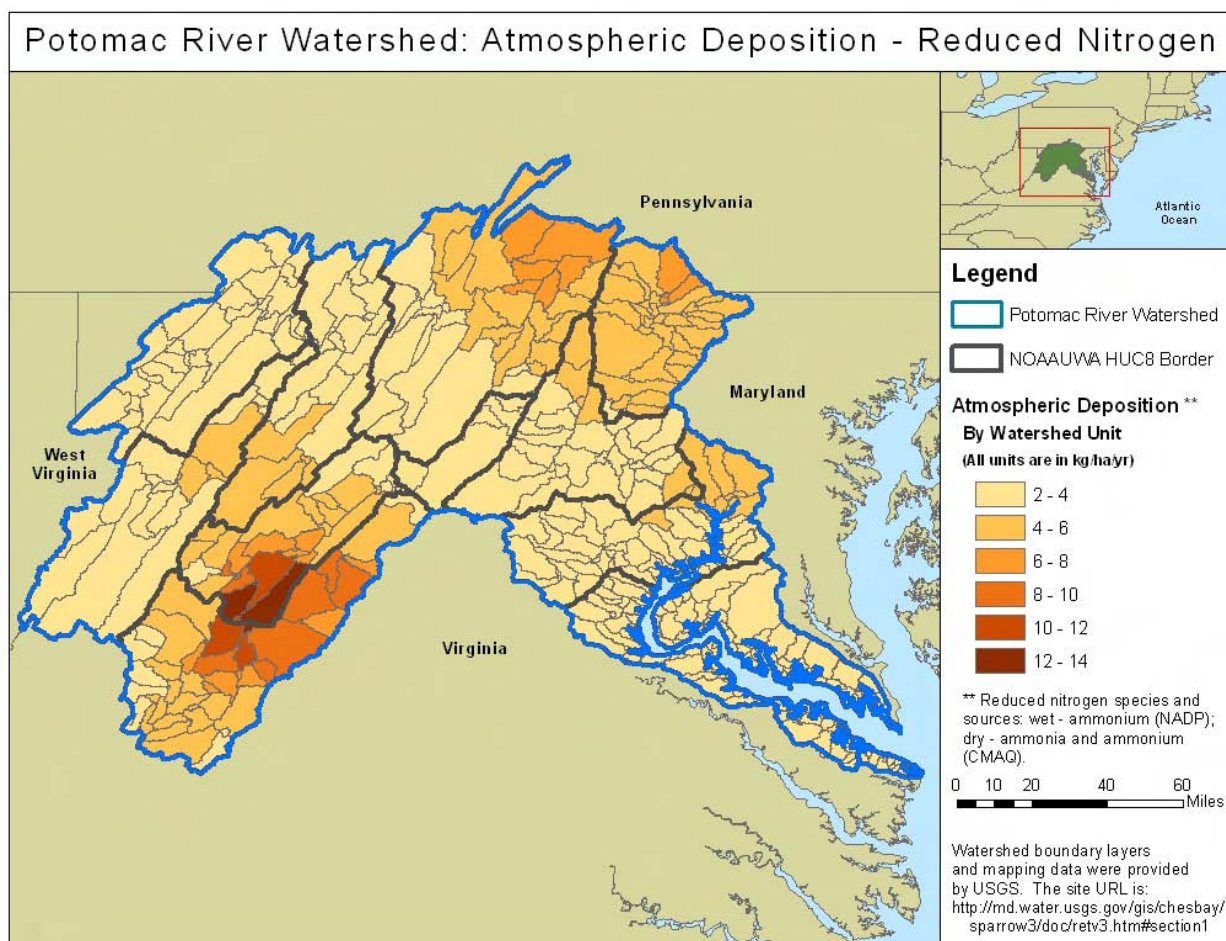 Potomac River Watershed: Atmospheric Deposition - Reduced Nitrogen
Pennsylvania
Maryland
West
Virginia
Virginia
Atlantic
Ocean
Legend
Potomac River Watershed
NOAAUWA HUC8 Border
Atmospheric Deposition **
By Watershed Unit
(All units are in kg/ha/yr)
2 - 4
4 - 6
6 - 8
8 - 10
10 - 12
12 - 14
** Reduced nitrogen species and
sources: wet - ammonium (NADP);
dry - ammonia and ammonium
(CMAQ).
0 10 20 40 60
Miles
Watershed boundary layers
and mapping data were provided
by USGS. The site URL is:
http://md.water.usgs.gov/gis/chesbay/
sparrow3/doc/retv3.htm#section1